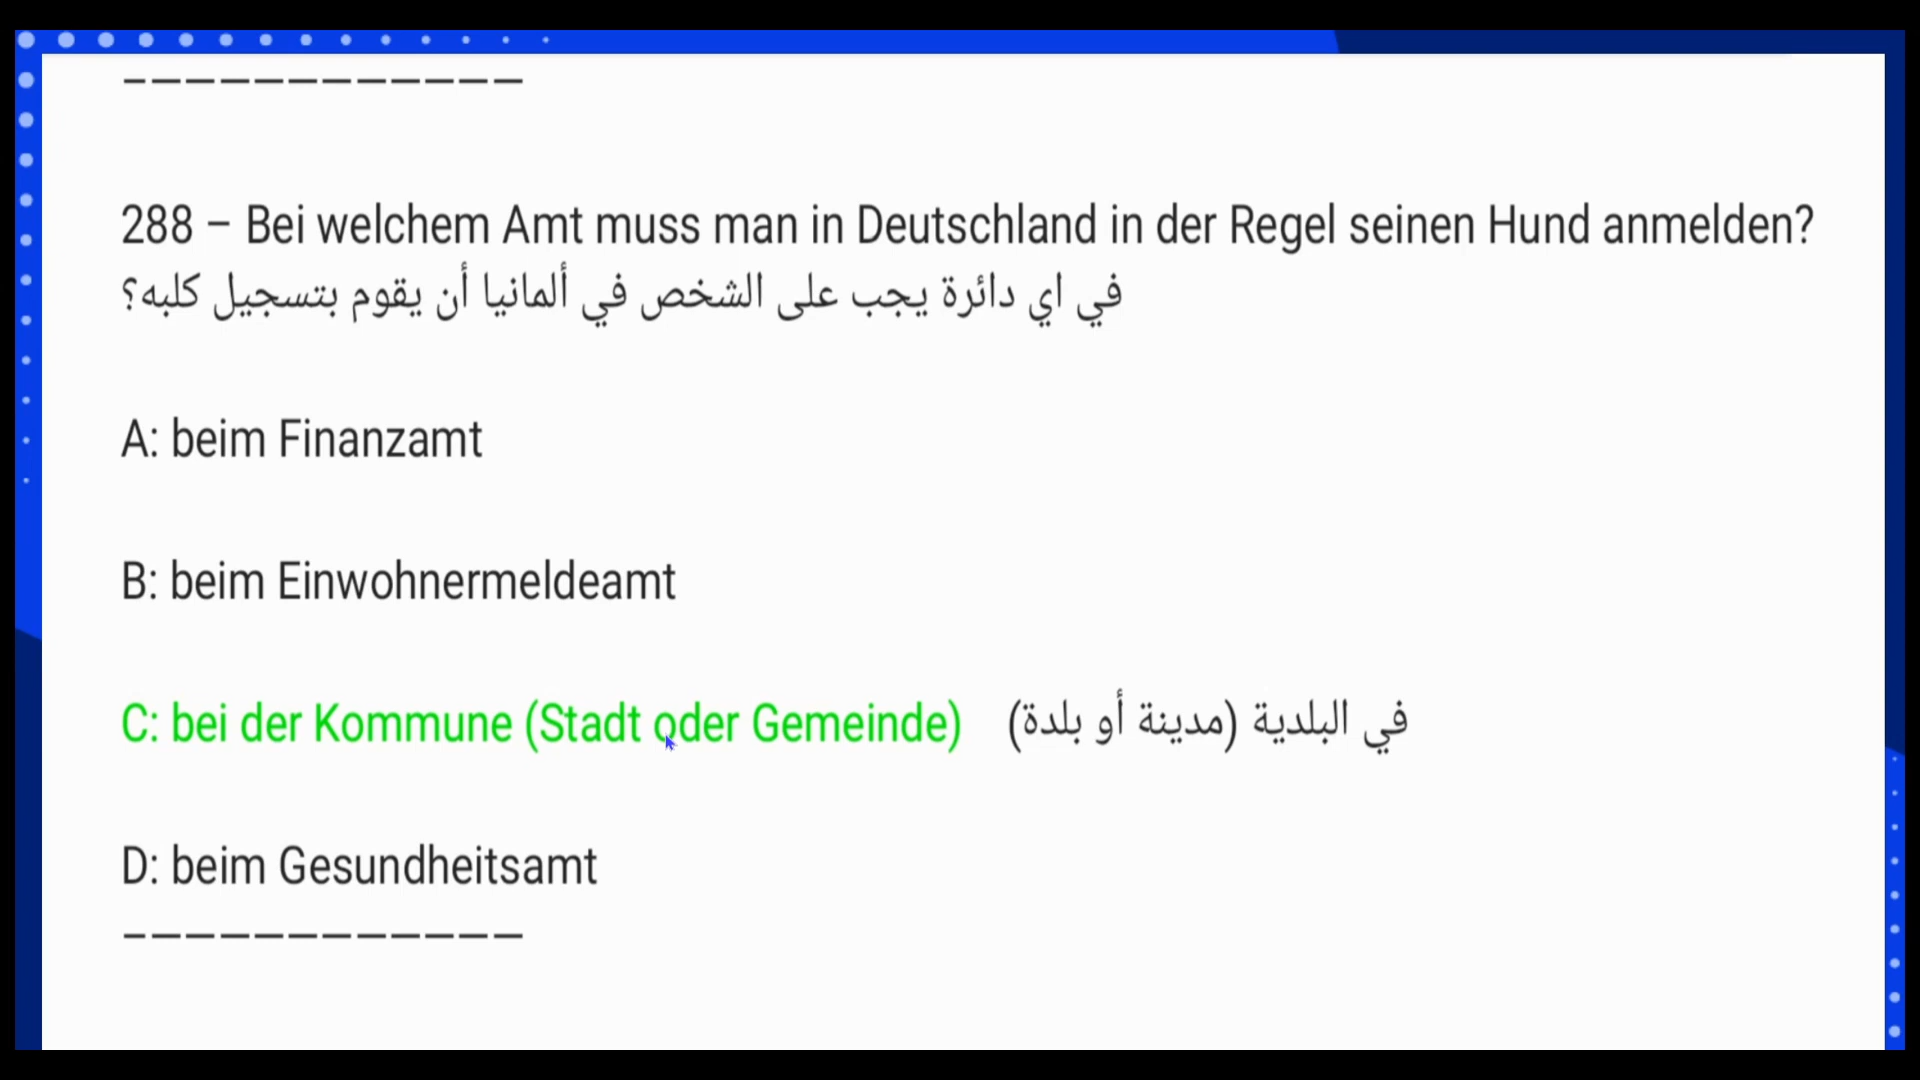 ____________
288 – Bei welchem Amt muss man in Deutschland in der Regel seinen Hund anmelden?
في اي دائرة يجب على الشخص في ألمانيا أن يقوم بتسجيل كلبه؟
A: beim Finanzamt
B: beim Einwohnermeldeamt
C: bei der Kommune (Stadt oder Gemeinde) في البلدية (مدينة أو بلدة)
D: beim Gesundheitsamt
____________